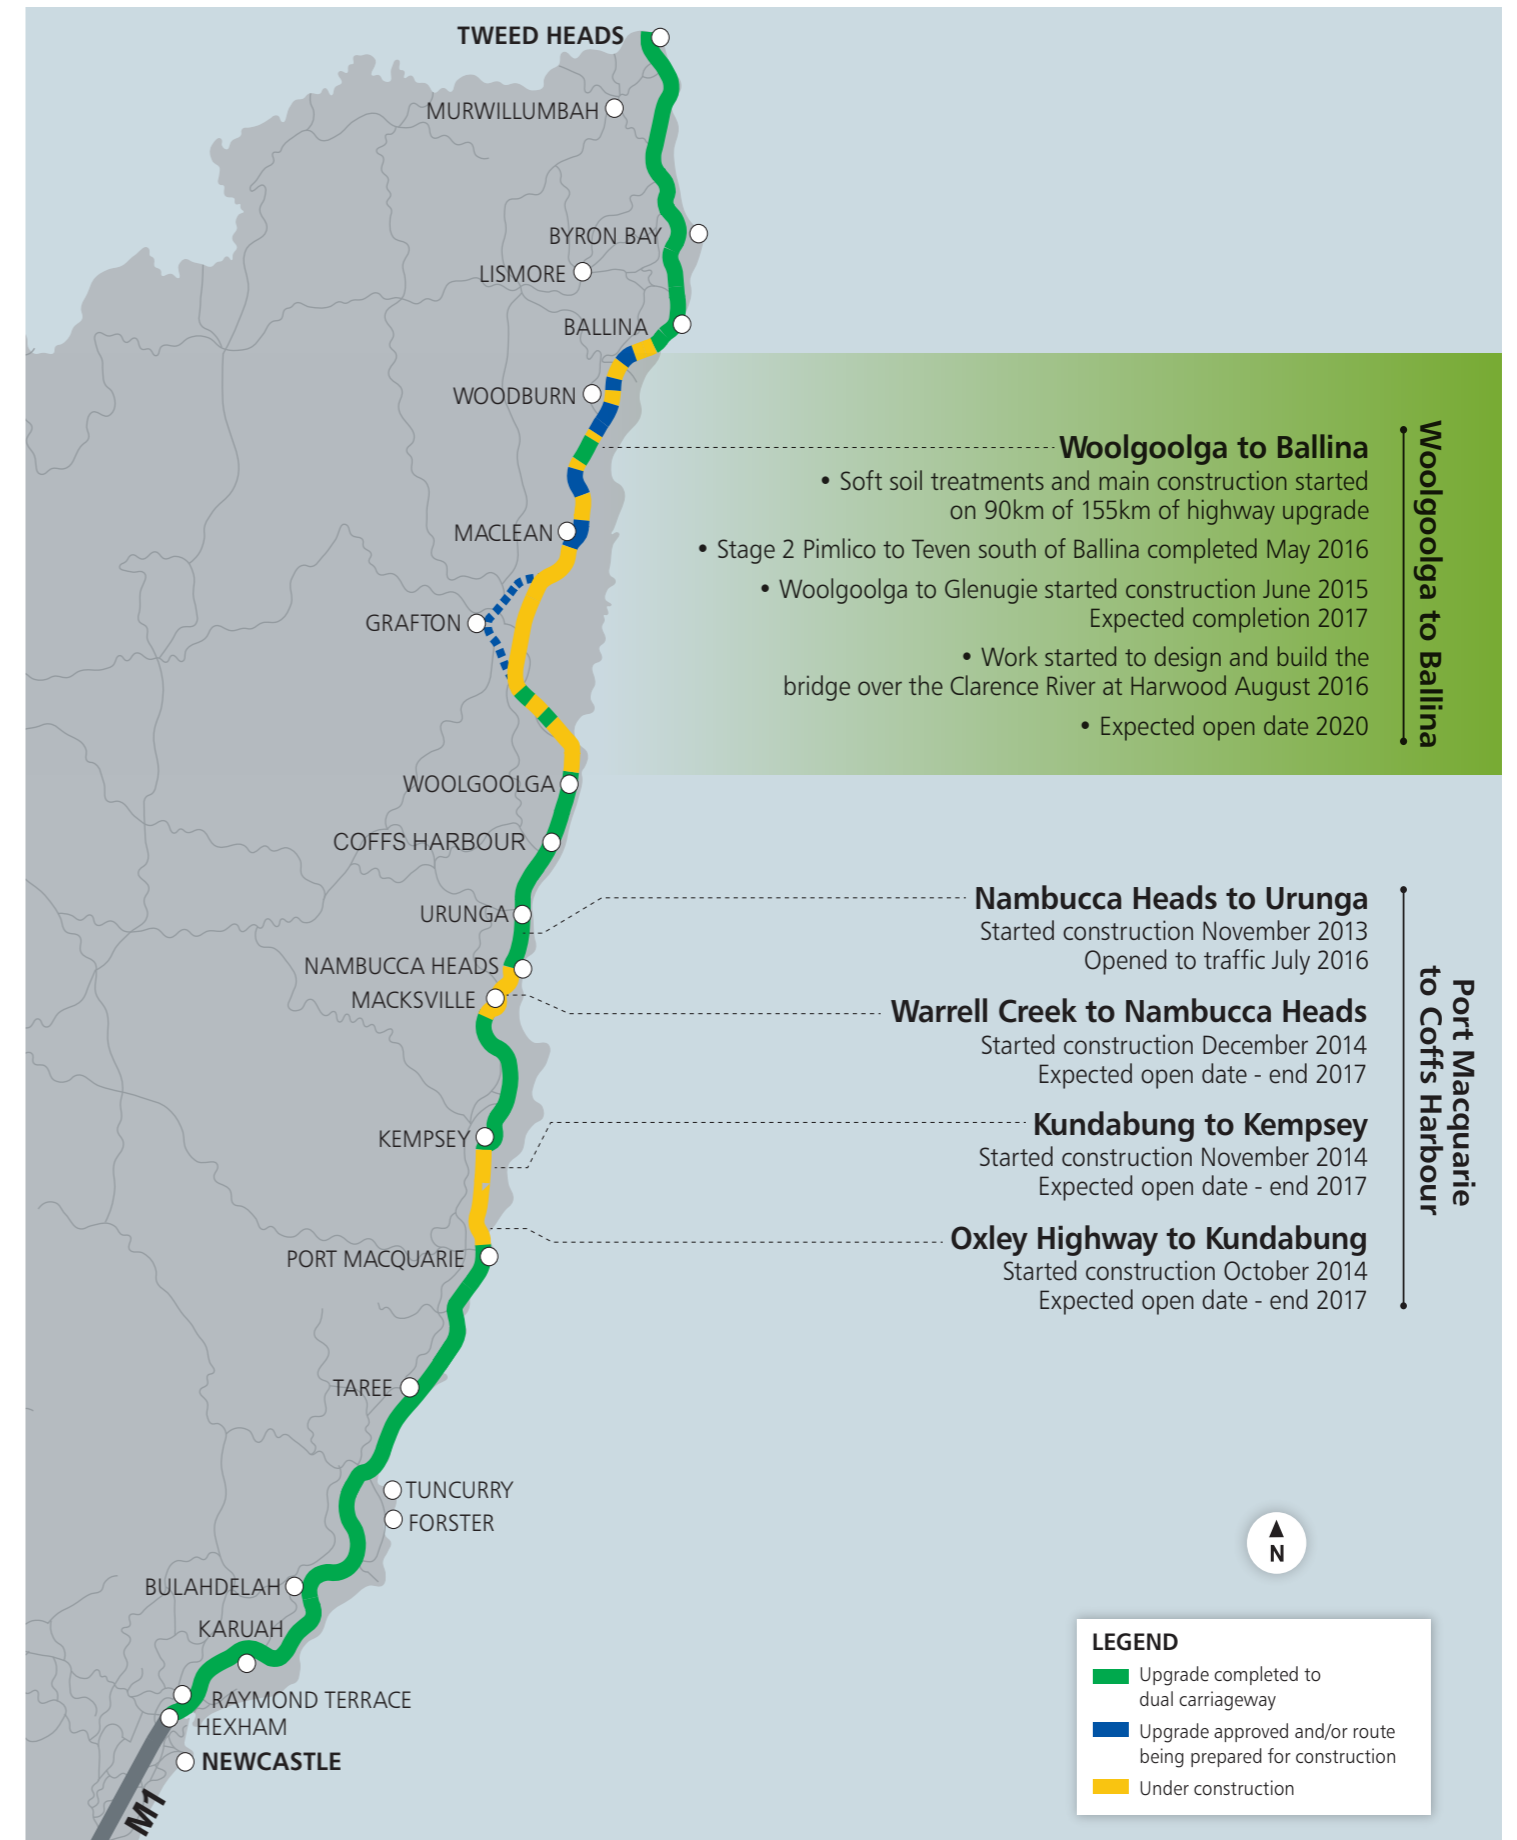 TWEED HEADS
MURWILLUMBAH
BYRON BAY
LISMORE
BALLINA
WOODBURN
MACLEAN
GRAFTON
WOOLGOOLGA
COFFS HARBOUR
URUNGA
NAMBUCCA HEADS
MACKSVILLE
KEMPSEY
PORT MACQUARIE
TAREE
TUNCURRY
FORSTER
BULAHDELAH
KARUAH
RAYMOND TERRACE
HEXHAM
NEWCASTLE
M1
Woolgoolga to Ballina
• Soft soil treatments and main construction started
on 90km of 155km of highway upgrade
• Stage 2 Pimlico to Teven south of Ballina completed May 2016
• Woolgoolga to Glenugie started construction June 2015
Expected completion 2017
• Work started to design and build the
bridge over the Clarence River at Harwood August 2016
• Expected open date 2020
Woolgoolga to Ballina
Nambucca Heads to Urunga
Started construction November 2013
Opened to traffic July 2016
Warrell Creek to Nambucca Heads
Started construction December 2014
Expected open date - end 2017
Kundabung to Kempsey
Started construction November 2014
Expected open date - end 2017
Oxley Highway to Kundabung
Started construction October 2014
Expected open date - end 2017
Port Macquarie
to Coffs Harbour
N
LEGEND
Upgrade completed to
dual carriageway
Upgrade approved and/or route
being prepared for construction
Under construction